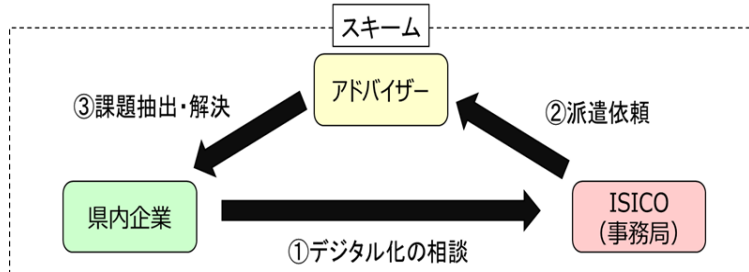 スキーム
アドバイザー
③課題抽出・解決
②派遣依頼
県内企業
ISICO
（事務局）
①デジタル化の相談